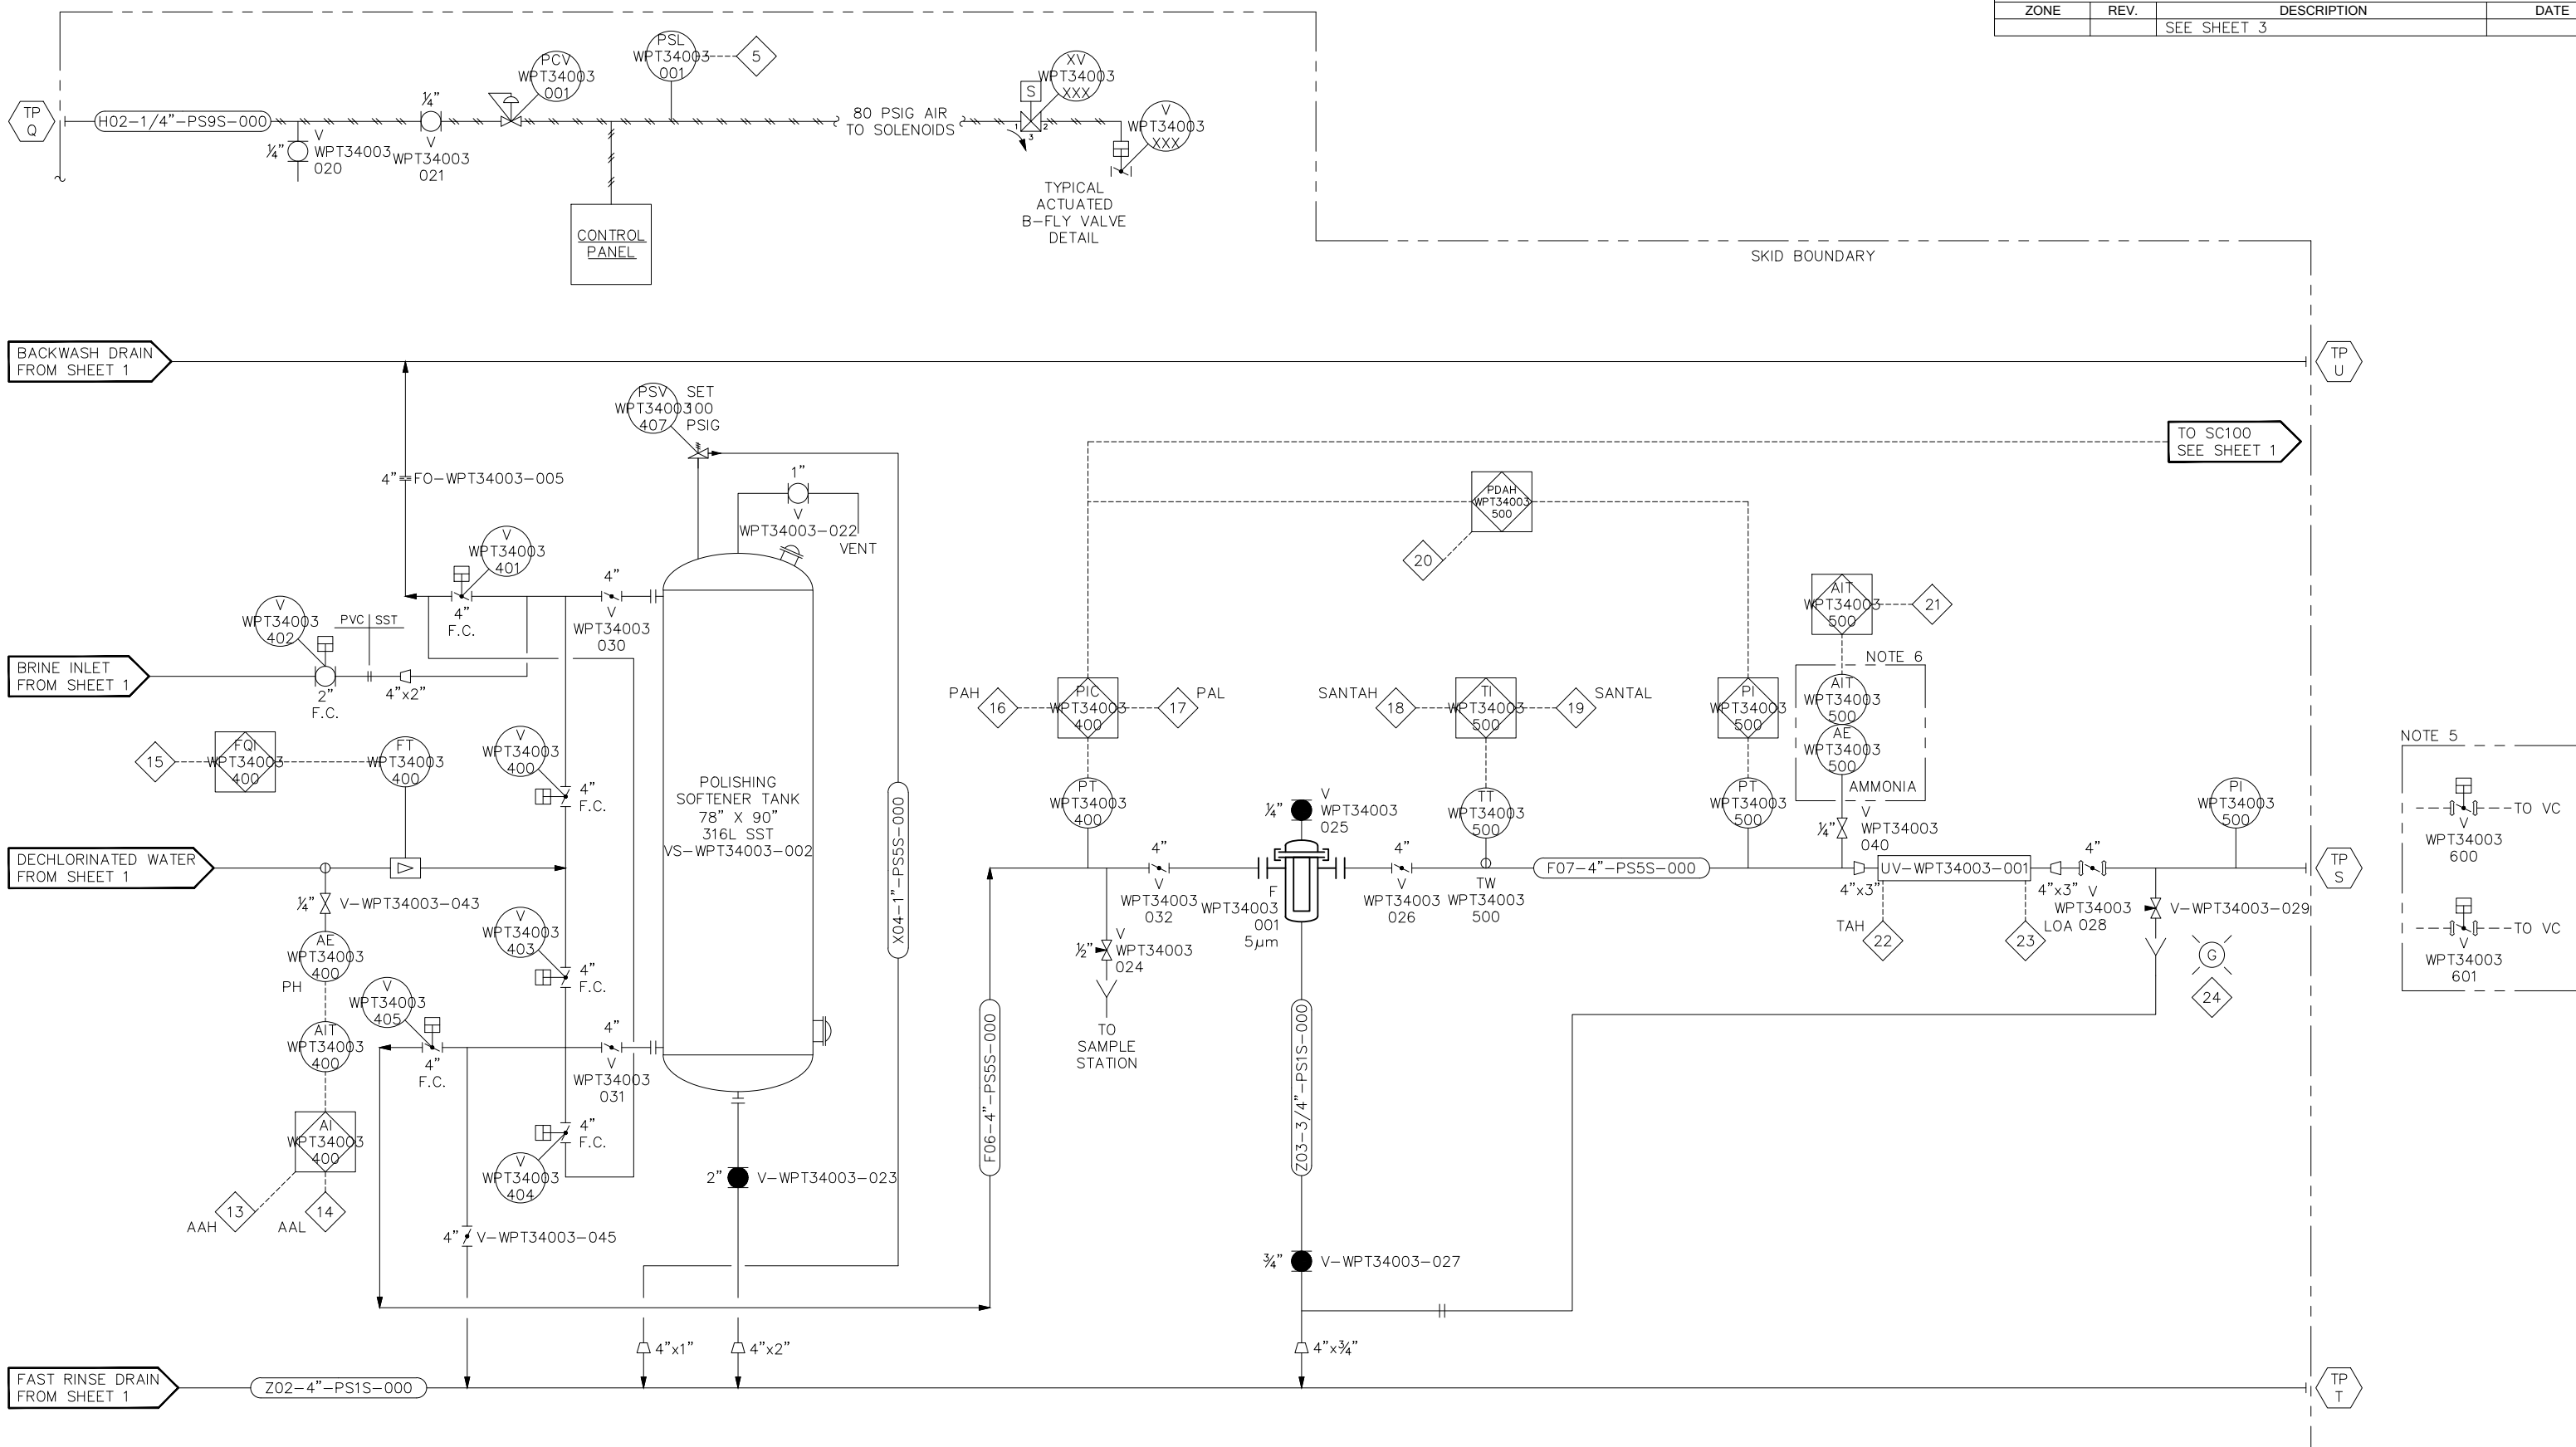 ZONE REV. DESCRIPTION DATE
SEE SHEET 3
TP
Q
H02-1/4"-PS9S-000
1/4"
V
WPT34003
020
1/4"
V
WPT34003
021
PCV
WPT34003
001
PSL
WPT34003
001
5
CONTROL
PANEL
80 PSIG AIR
TO SOLENOIDS
S
1
2
3
XV
WPT34003
XXX
V
WPT34003
XXX
TYPICAL
ACTUATED
B-FLY VALVE
DETAIL
SKID BOUNDARY
BACKWASH DRAIN
FROM SHEET 1
TP
U
PSV
WPT34003
407
SET
100
PSIG
TO SC100
SEE SHEET 1
4" FO-WPT34003-005
1"
V
WPT34003-022
VENT
PDAH
WPT34003
500
20
V
WPT34003
401
4"
F.C.
4"
V
WPT34003
030
V
WPT34003
402
PVC SST
2"
F.C.
4"x2"
BRINE INLET
FROM SHEET 1
AIT
WPT34003
500
21
NOTE 6
AIT
WPT34003
500
AE
WPT34003
500
AMMONIA
PAH
16
PIC
WPT34003
400
17
PAL
SANTAH
18
TI
WPT34003
500
19
SANTAL
PI
WPT34003
500
15
FQI
WPT34003
400
FT
WPT34003
400
V
WPT34003
400
4"
F.C.
POLISHING
SOFTENER TANK
78" X 90"
316L SST
VS-WPT34003-002
X04-1"-PS5S-000
PT
WPT34003
400
1/4"
V
WPT34003
025
TT
WPT34003
500
PT
WPT34003
500
1/4"
V
WPT34003
040
PI
WPT34003
500
NOTE 5
TO VC
V
WPT34003
600
TO VC
V
WPT34003
601
DECHLORINATED WATER
FROM SHEET 1
4"
V
WPT34003
032
F
WPT34003
001
5µm
4"
V
WPT34003
026
TW
WPT34003
500
F07-4"-PS5S-000
4"x3"
UV-WPT34003-001
4"x3"
4"
V
WPT34003
028
TP
S
1/4" V-WPT34003-043
AE
WPT34003
400
PH
V
WPT34003
403
4"
F.C.
1/2"
V
WPT34003
024
TO
SAMPLE
STATION
TAH
22
LOA
23
V-WPT34003-029
G
24
V
WPT34003
405
4"
F.C.
AIT
WPT34003
400
4"
V
WPT34003
031
F06-4"-PS5S-000
Z03-3/4"-PS1S-000
AI
WPT34003
400
AAH
13
AAL
14
4"
F.C.
V
WPT34003
404
2" V-WPT34003-023
4" V-WPT34003-045
3/4" V-WPT34003-027
4"x1"
4"x2"
4"x3/4"
FAST RINSE DRAIN
FROM SHEET 1
Z02-4"-PS1S-000
TP
T